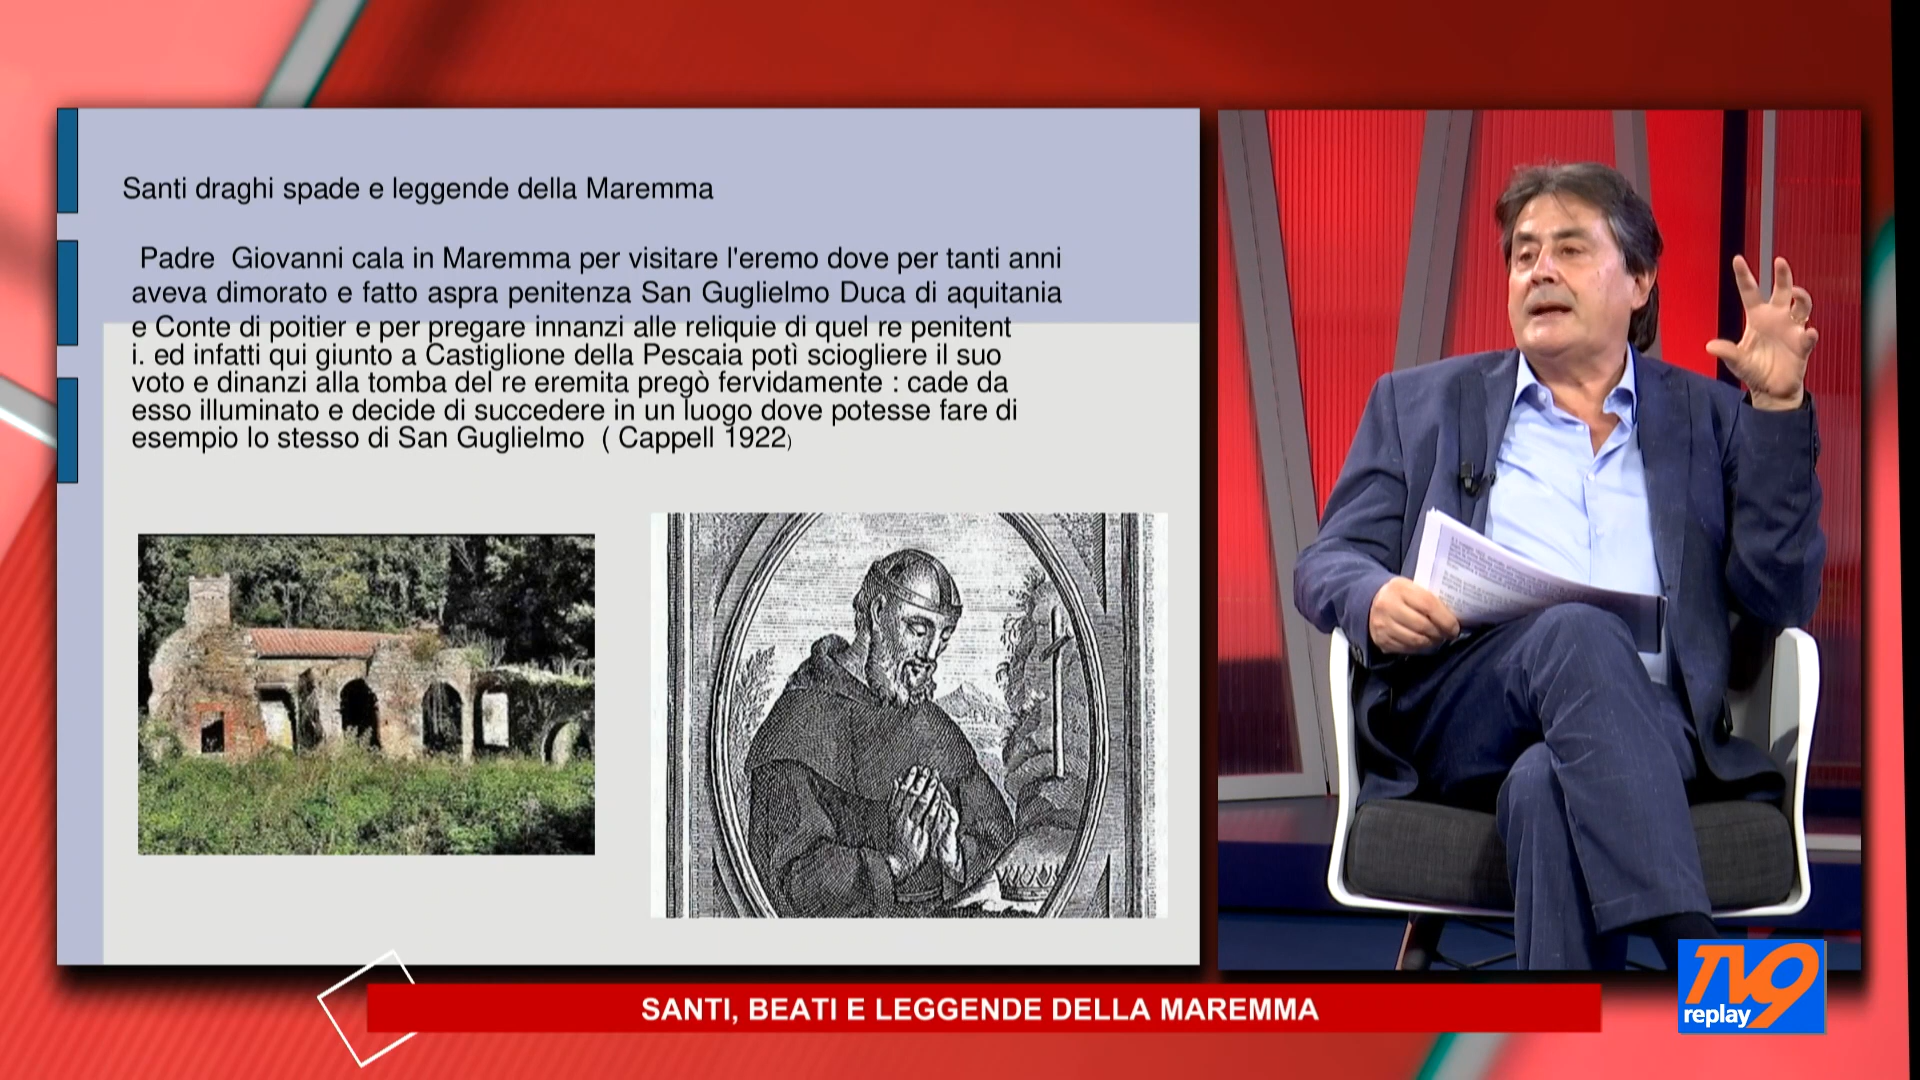 Santi draghi spade e leggende della Maremma
Padre Giovanni cala in Maremma per visitare l'eremo dove per tanti anni
aveva dimorato e fatto aspra penitenza San Guglielmo Duca di aquitania
e Conte di poitier e per pregare innanzi alle reliquie di quel re penitent
i. ed infatti qui giunto a Castiglione della Pescaia potì sciogliere il suo
voto e dinanzi alla tomba del re eremita pregò fervidamente : cade da
esso illuminato e decide di succedere in un luogo dove potesse fare di
esempio lo stesso di San Guglielmo ( Cappell 1922)
SANTI, BEATI E LEGGENDE DELLA MAREMMA
TV9
replay